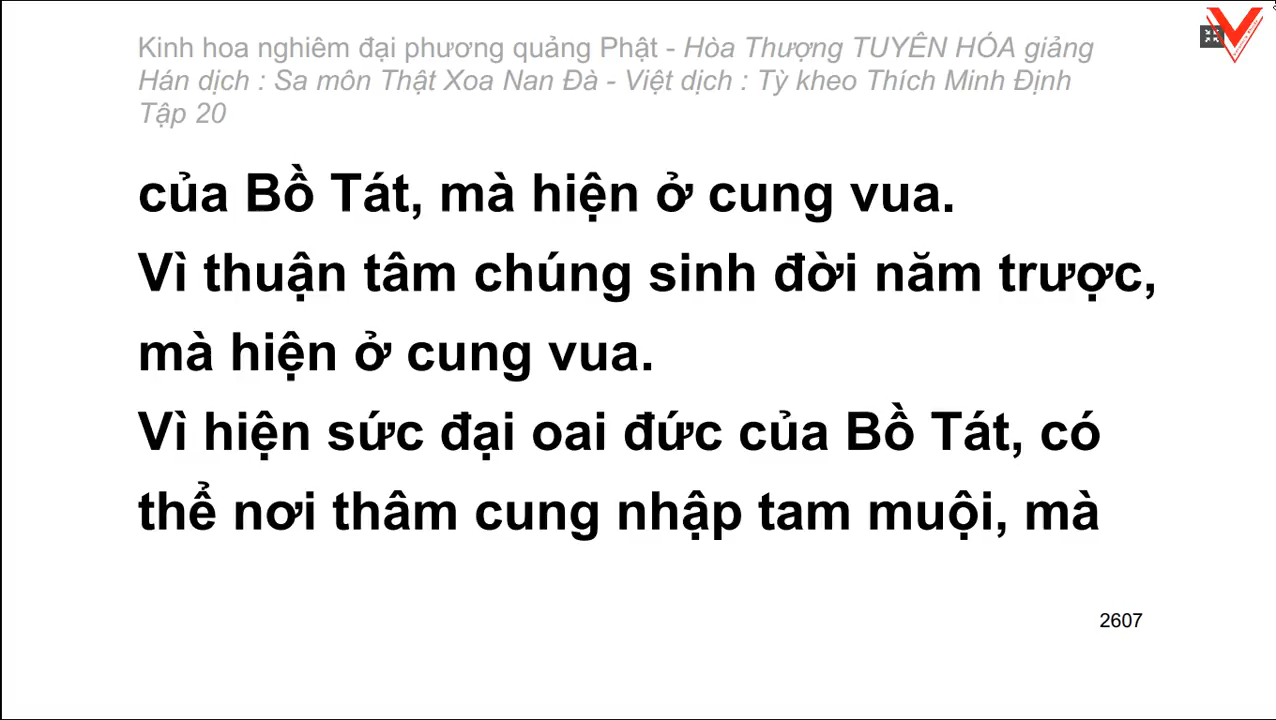 Kinh hoa nghiêm đại phương quảng Phật - Hòa Thượng TUYÊN HÓA giảng
Hán dịch : Sa môn Thật Xoa Nan Đà - Việt dịch : Tỳ kheo Thích Minh Định
Tập 20
của Bồ Tát, mà hiện ở cung vua.
Vì thuận tâm chúng sinh đời năm trược,
mà hiện ở cung vua.
Vì hiện sức đại oai đức của Bồ Tát, có
thể nơi thâm cung nhập tam muội, mà
2607